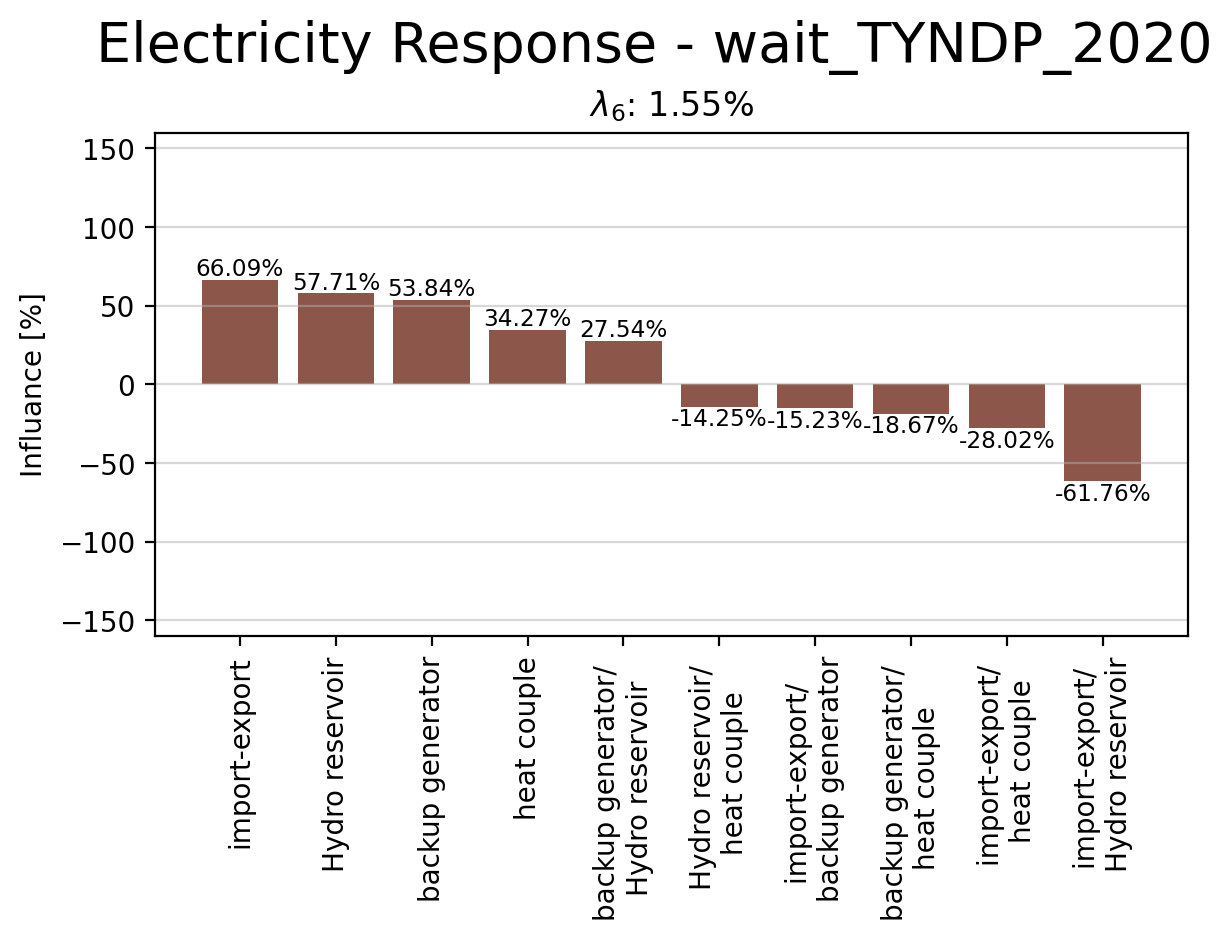 Electricity Response - wait_TYNDP_2020
λ6: 1.55%
Influance [%]
150
100
50
0
−50
−100
−150
66.09%
57.71%
53.84%
34.27%
27.54%
-14.25%
-15.23%
-18.67%
-28.02%
-61.76%
import-export
Hydro reservoir
backup generator
heat couple
backup generator/
Hydro reservoir
Hydro reservoir/
heat couple
import-export/
backup generator
backup generator/
heat couple
import-export/
heat couple
import-export/
Hydro reservoir